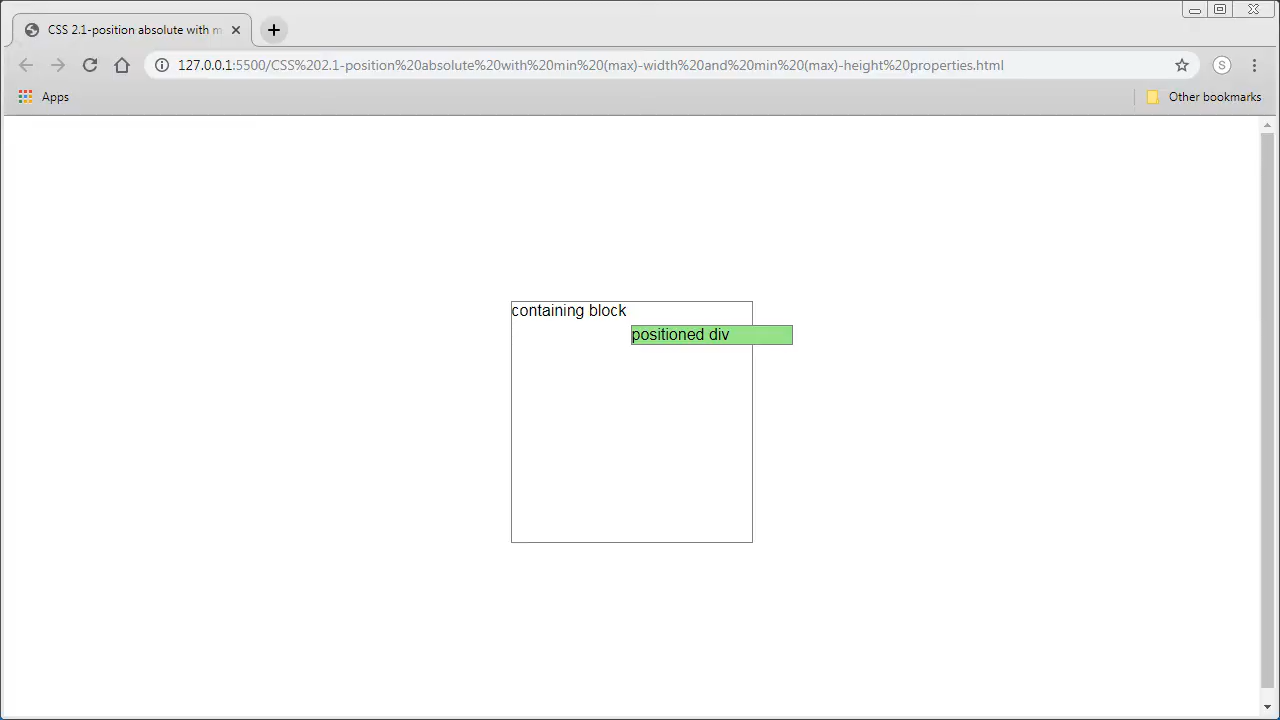 CSS 2.1-position absolute with m
127.0.0.1:5500/CSS%202.1-position%20absolute%20with%20min%20(max)-width%20and%20min%20(max)-height%20properties.html
S
Apps
Other bookmarks
containing block
positioned div